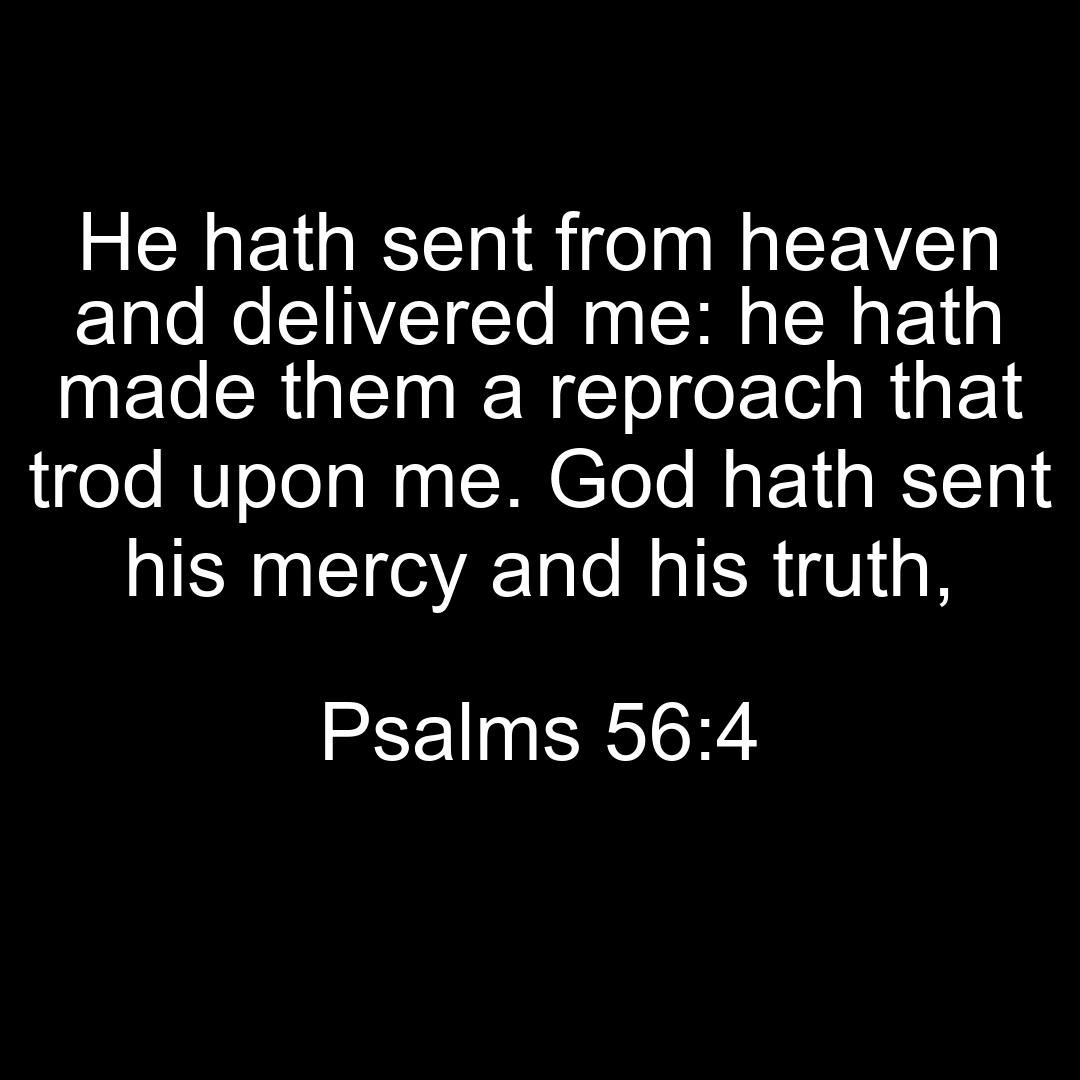 He hath sent from heaven
and delivered me: he hath
made them a reproach that
trod upon me. God hath sent
his mercy and his truth,
Psalms 56:4